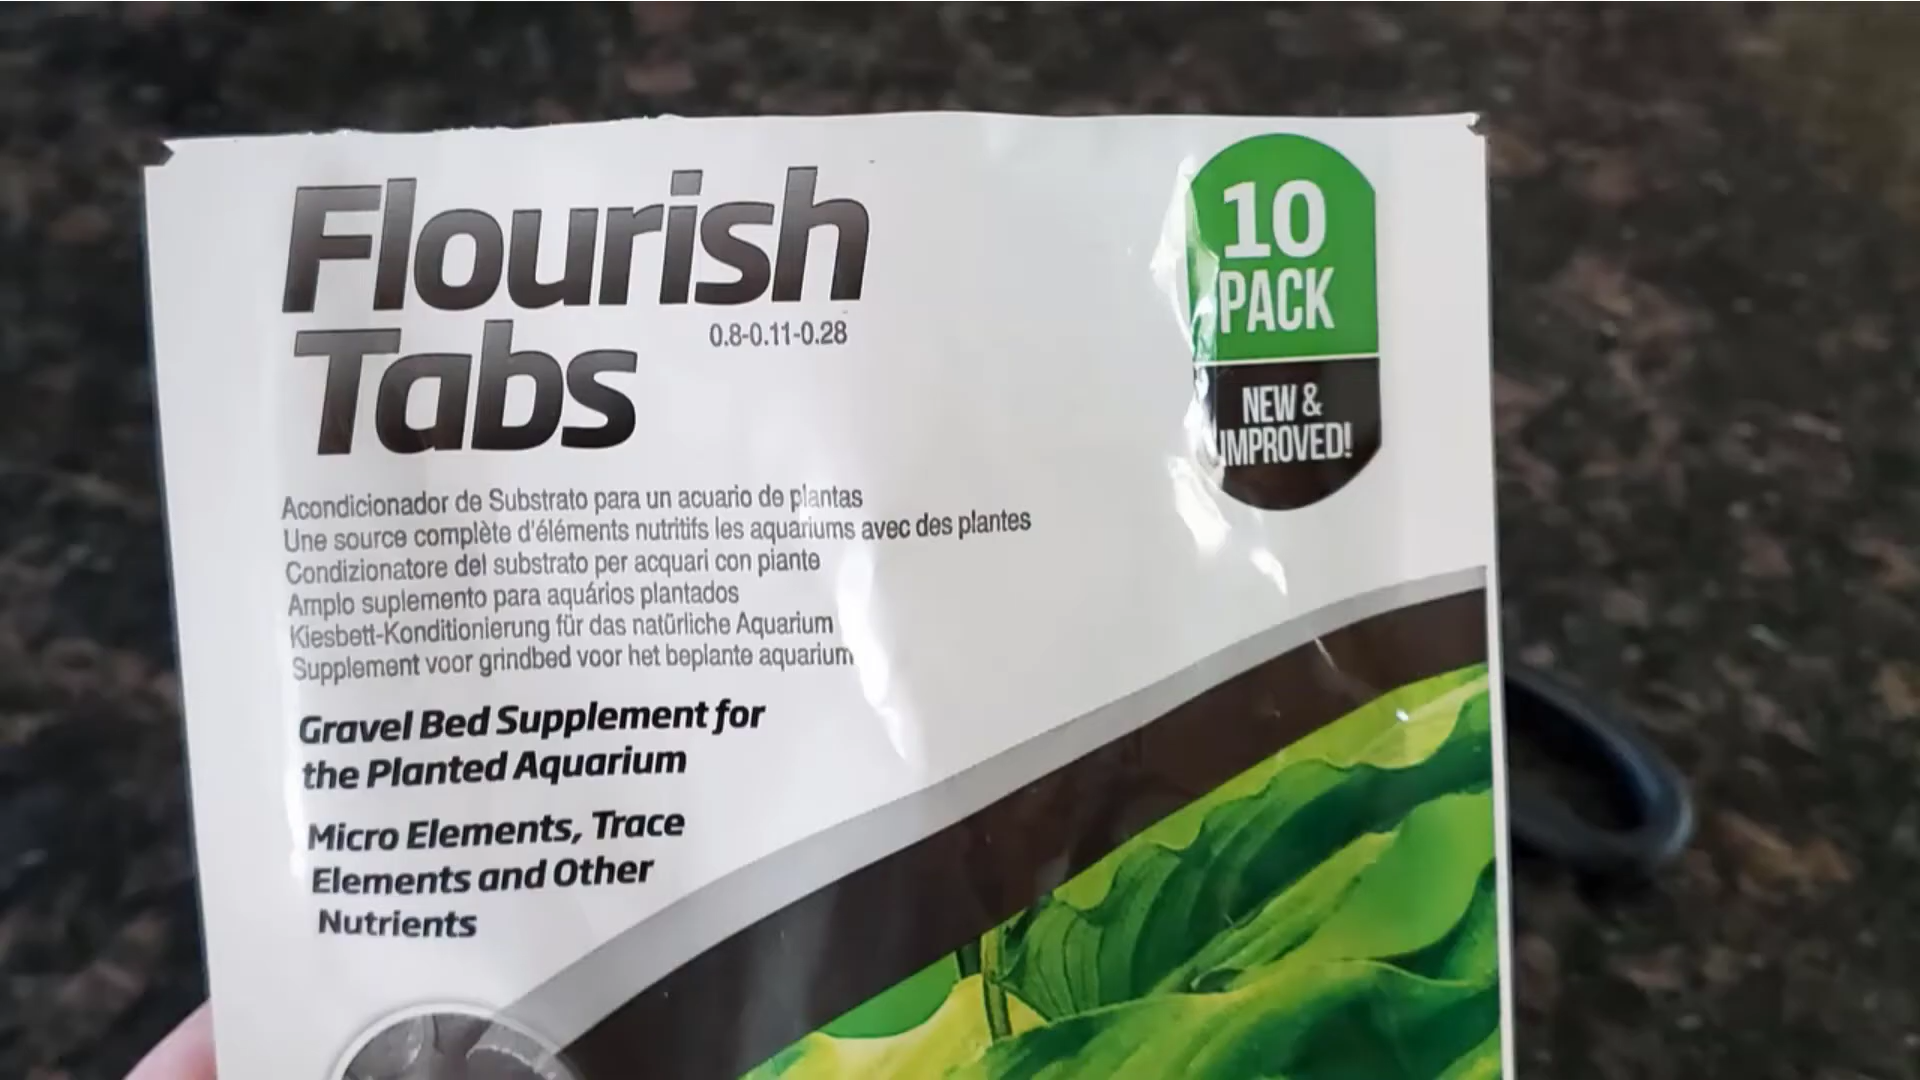 Flourish
Tabs
0.8-0.11-0.28
10
PACK
NEW &
IMPROVED!
Acondicionador de Substrato para un acuario de plantas
Une source complète d'éléments nutritifs les aquariums avec des plantes
Condizionatore del substrato per acquari con piante
Amplo suplemento para aquários plantados
Kiesbett-Konditionierung für das natürliche Aquarium
Supplement voor grindbed voor het beplante aquarium
Gravel Bed Supplement for
the Planted Aquarium
Micro Elements, Trace
Elements and Other
Nutrients